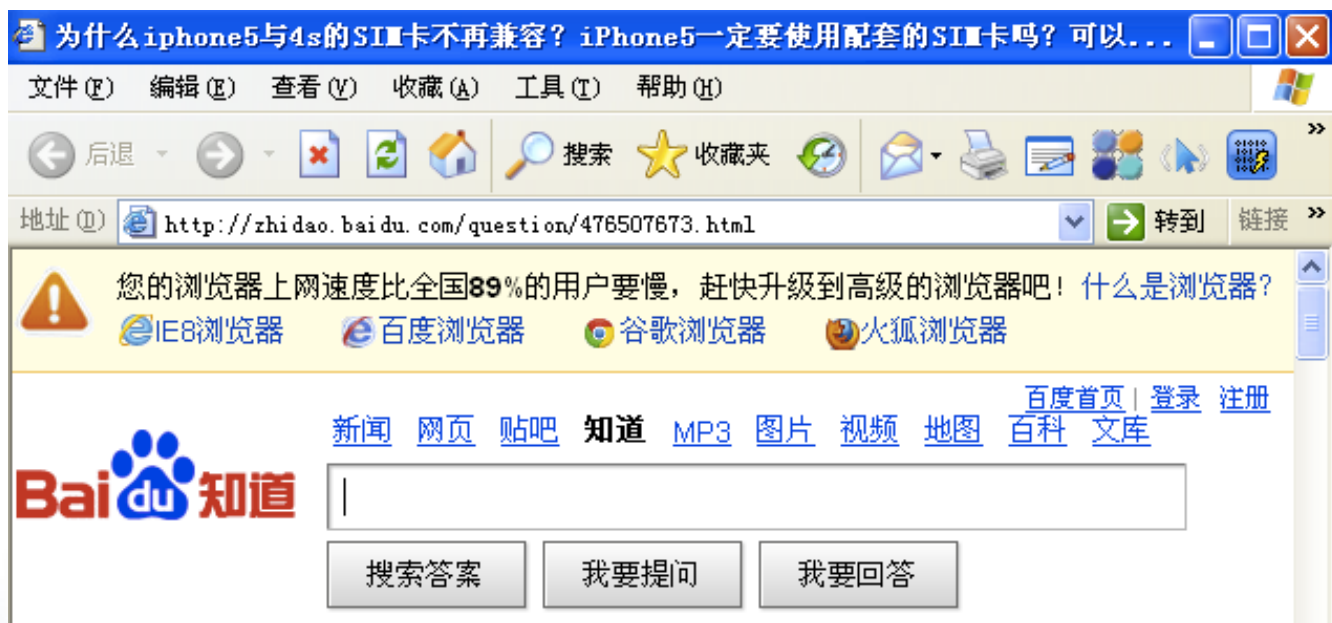 为什么iphone5与4s的SIM卡不再兼容？iPhone5一定要使用配套的SIM卡吗？可以...
文件(F) 编辑(E) 查看(V) 收藏(A) 工具(T) 帮助(H)
后退 搜索 收藏夹 »
地址(D) http://zhidao.baidu.com/question/476507673.html 转到 链接 »
您的浏览器上网速度比全国89%的用户要慢，赶快升级到高级的浏览器吧！什么是浏览器?
IE8浏览器 百度浏览器 谷歌浏览器 火狐浏览器
百度首页 | 登录 注册
新闻 网页 贴吧 知道 MP3 图片 视频 地图 百科 文库
Bai du 知道
搜索答案 我要提问 我要回答